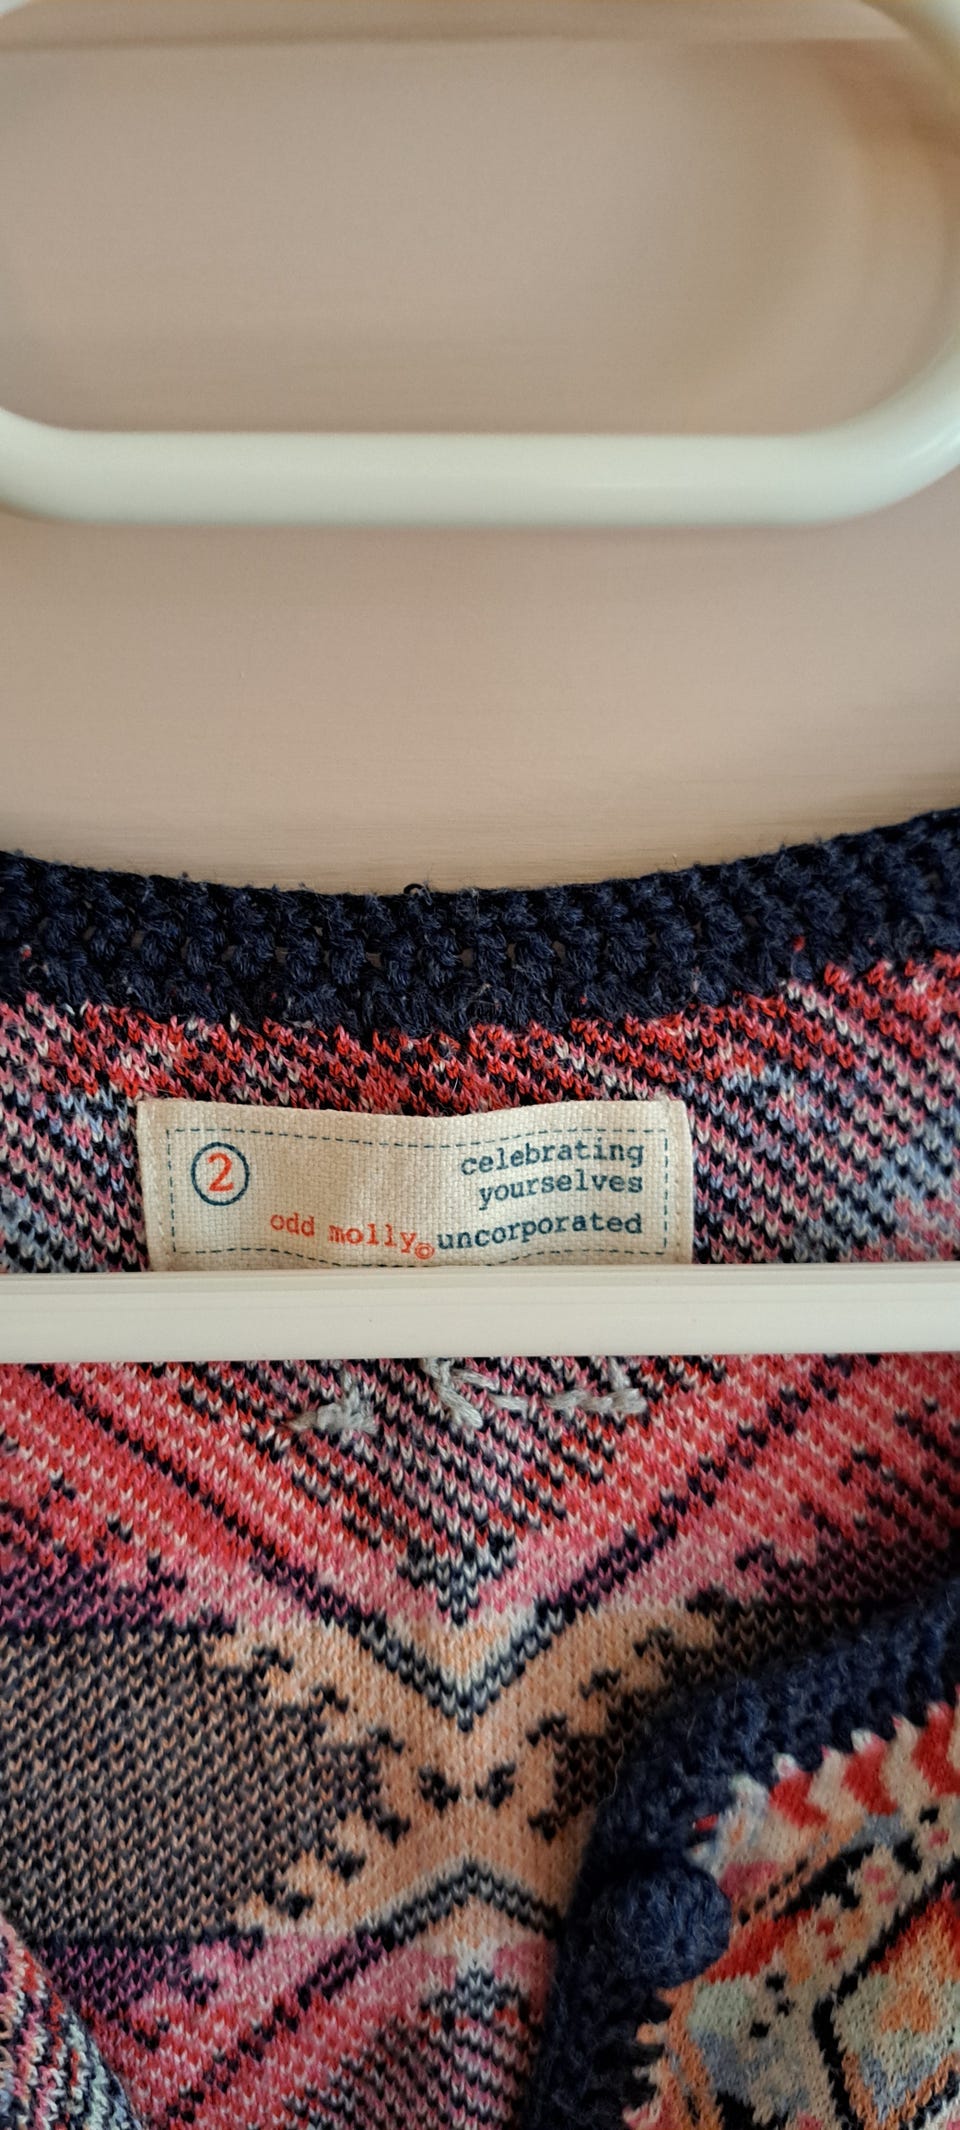 2
celebrating
yourselves
odd molly© uncorporated